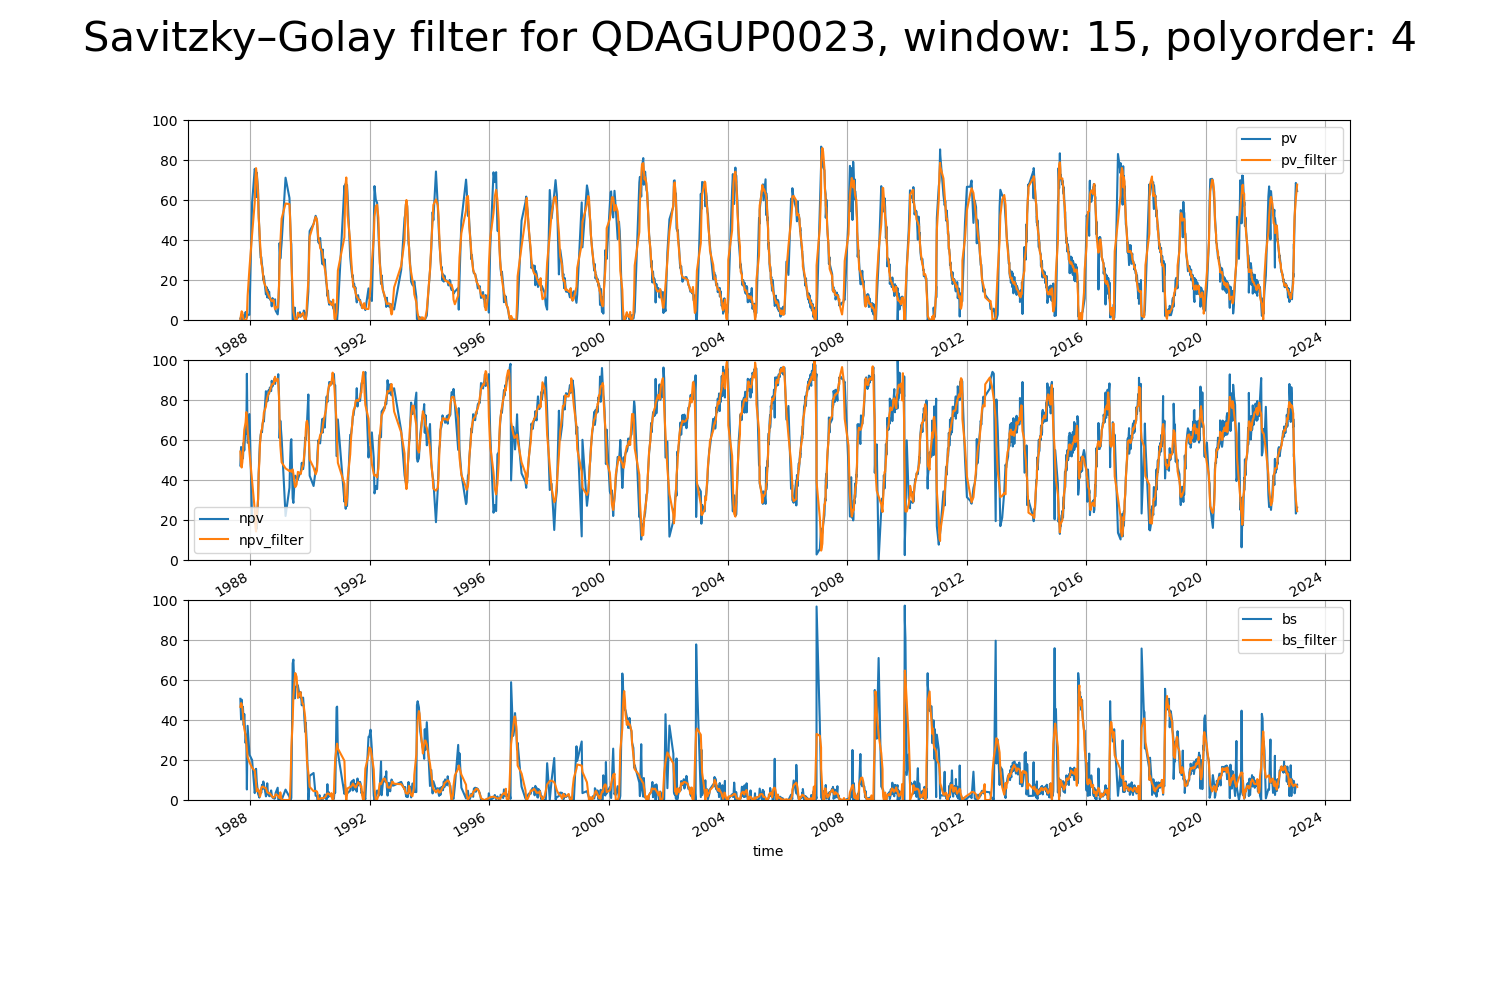 Savitzky–Golay filter for QDAGUP0023, window: 15, polyorder: 4
100
80
60
40
20
0
pv
pv_filter
1988 1992 1996 2000 2004 2008 2012 2016 2020 2024
100
80
60
40
20
0
npv
npv_filter
1988 1992 1996 2000 2004 2008 2012 2016 2020 2024
100
80
60
40
20
0
bs
bs_filter
1988 1992 1996 2000 2004 2008 2012 2016 2020 2024
time